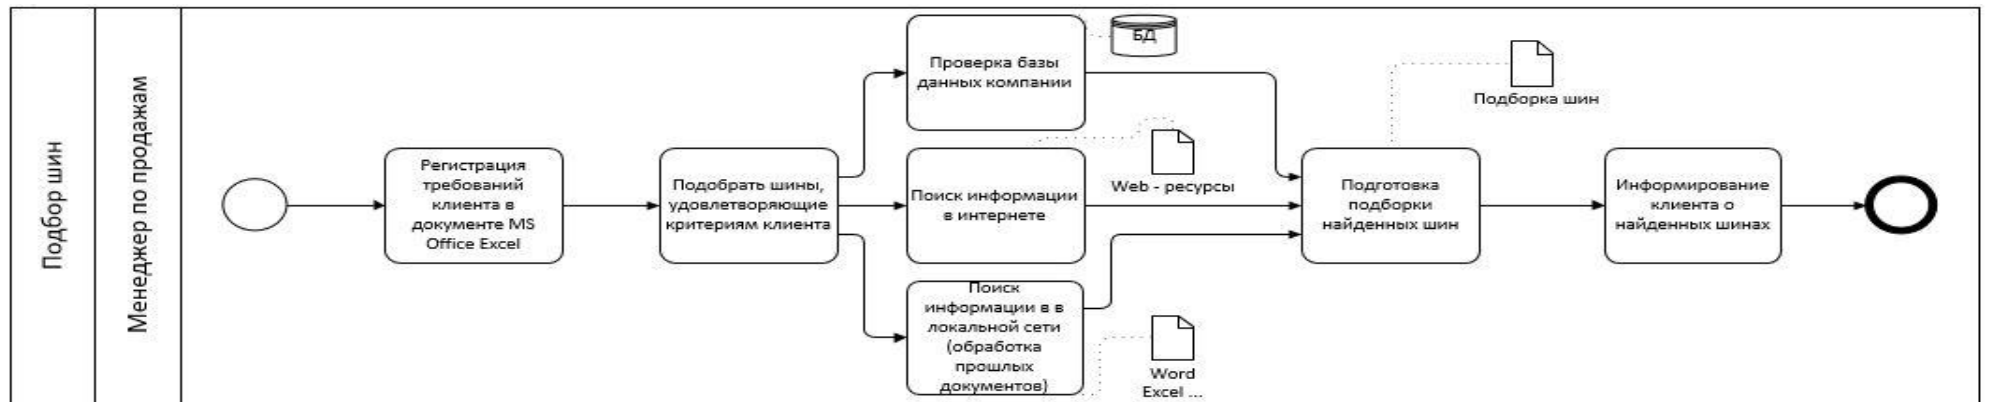 Подбор шин
Менеджер по продажам
Регистрация
требований
клиента в
документе MS
Office Excel
Подобрать шины,
удовлетворяющие
критериям клиента
Проверка базы
данных компании
БД
Поиск информации
в интернете
Web - ресурсы
Поиск
информации в в
локальной сети
(обработка
прошлых
документов)
Word
Excel ...
Подготовка
подборки
найденных шин
Подборка шин
Информирование
клиента о
найденных шинах